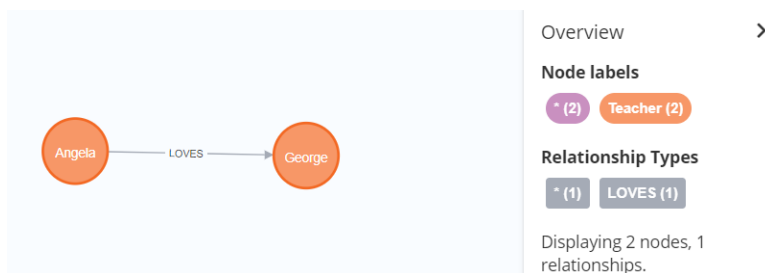 Angela
LOVES
George
Overview
Node labels
* (2) Teacher (2)
Relationship Types
* (1) LOVES (1)
Displaying 2 nodes, 1
relationships.